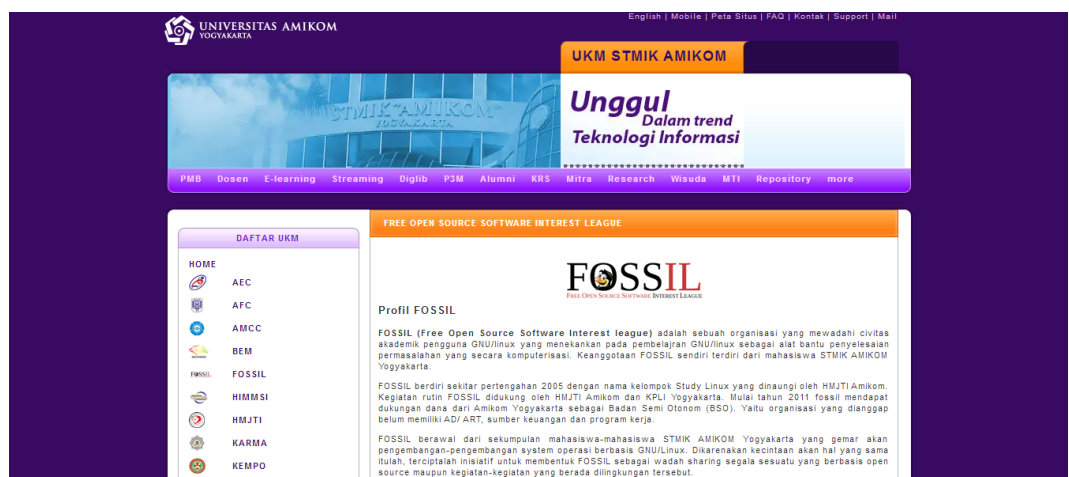 UNIVERSITAS AMIKOM
YOGYAKARTA
English | Mobile | Peta Situs | FAQ | Kontak | Support | Mail
UKM STMIK AMIKOM
STMIK "AMIKOM"
YOGYAKARTA
Unggul
Dalam trend
Teknologi Informasi
PMB Dosen E-learning Streaming Diglib P3M Alumni KRS Mitra Research Wisuda MTI Repository more
DAFTAR UKM
HOME
AEC
AFC
AMCC
BEM
FOSSIL FOSSIL
HIMMSI
HMJTI
KARMA
KEMPO
FREE OPEN SOURCE SOFTWARE INTEREST LEAGUE
FOSSIL
FREE OPEN SOURCE SOFTWARE INTEREST LEAGUE
Profil FOSSIL
FOSSIL (Free Open Source Software Interest league) adalah sebuah organisasi yang mewadahi civitas
akademik pengguna GNU/linux yang menekankan pada pembelajran GNU/linux sebagai alat bantu penyelesaian
permasalahan yang secara komputerisasi. Keanggotaan FOSSIL sendiri terdiri dari mahasiswa STMIK AMIKOM
Yogyakarta.
FOSSIL berdiri sekitar pertengahan 2005 dengan nama kelompok Study Linux yang dinaungi oleh HMJTI Amikom.
Kegiatan rutin FOSSIL didukung oleh HMJTI Amikom dan KPLI Yogyakarta. Mulai tahun 2011 fossil mendapat
dukungan dana dari Amikom Yogyakarta sebagai Badan Semi Otonom (BSO). Yaitu organisasi yang dianggap
belum memiliki AD/ ART, sumber keuangan dan program kerja.
FOSSIL berawal dari sekumpulan mahasiswa-mahasiswa STMIK AMIKOM Yogyakarta yang gemar akan
pengembangan-pengembangan system operasi berbasis GNU/Linux. Dikarenakan kecintaan akan hal yang sama
itulah, terciptalah inisiatif untuk membentuk FOSSIL sebagai wadah sharing segala sesuatu yang berbasis open
source maupun kegiatan-kegiatan yang berada dilingkungan tersebut.